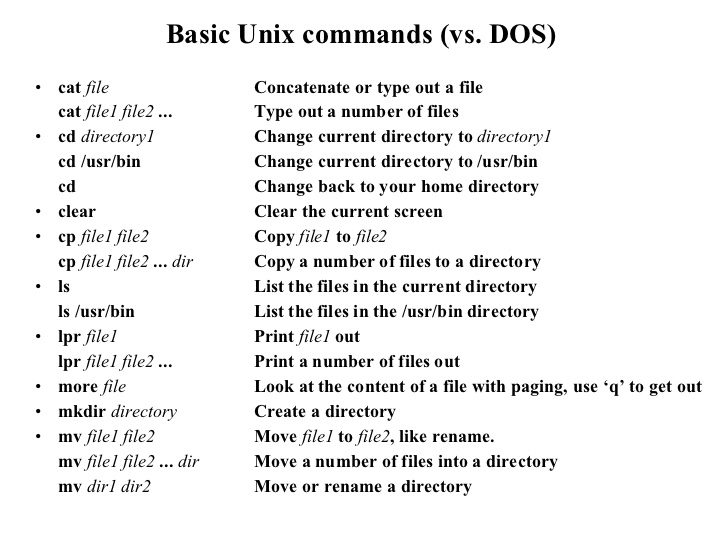 Basic Unix commands (vs. DOS)
• cat file Concatenate or type out a file
cat file1 file2 ... Type out a number of files
• cd directory1 Change current directory to directory1
cd /usr/bin Change current directory to /usr/bin
cd Change back to your home directory
• clear Clear the current screen
• cp file1 file2 Copy file1 to file2
cp file1 file2 ... dir Copy a number of files to a directory
• ls List the files in the current directory
ls /usr/bin List the files in the /usr/bin directory
• lpr file1 Print file1 out
lpr file1 file2 ... Print a number of files out
• more file Look at the content of a file with paging, use ‘q’ to get out
• mkdir directory Create a directory
• mv file1 file2 Move file1 to file2, like rename.
mv file1 file2 ... dir Move a number of files into a directory
mv dir1 dir2 Move or rename a directory